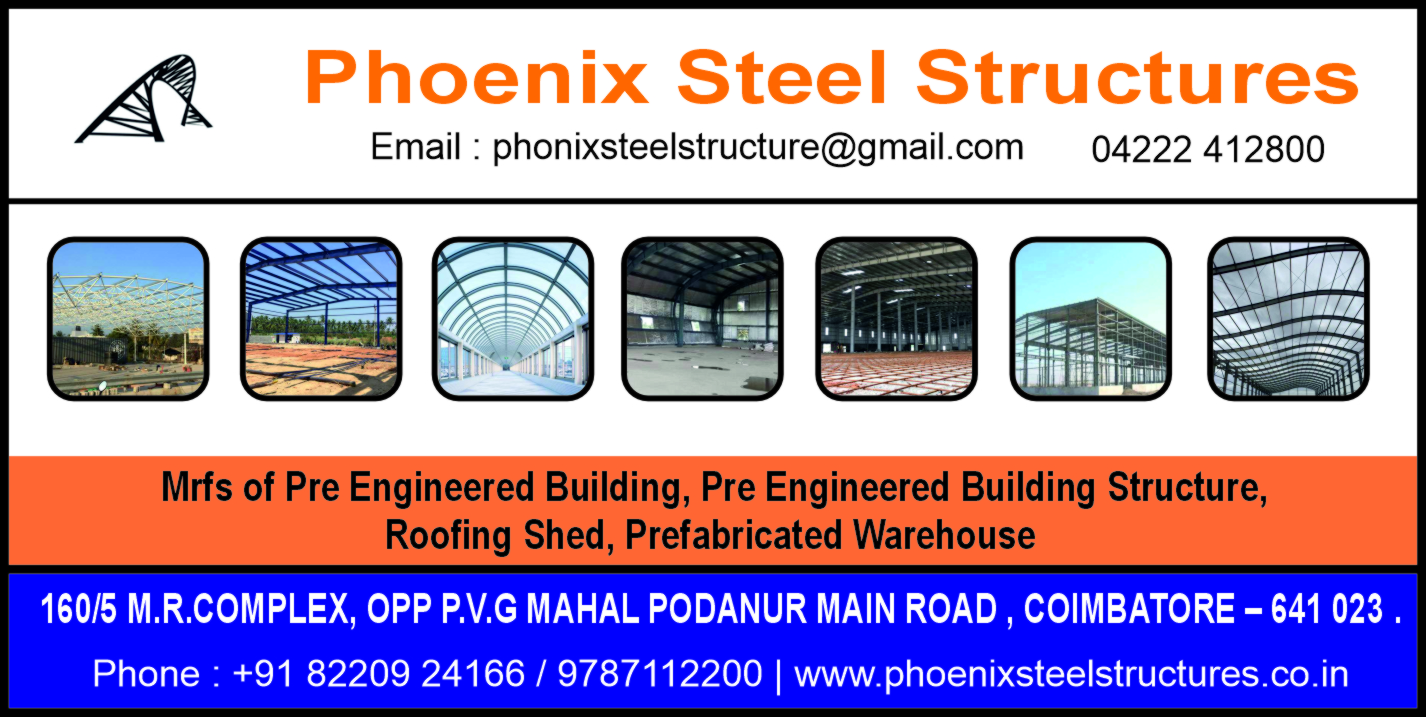 Phoenix Steel Structures
Email : phonixsteelstructure@gmail.com 04222 412800
Mrfs of Pre Engineered Building, Pre Engineered Building Structure,
Roofing Shed, Prefabricated Warehouse
160/5 M.R.COMPLEX, OPP P.V.G MAHAL PODANUR MAIN ROAD , COIMBATORE – 641 023 .
Phone : +91 82209 24166 / 9787112200 | www.phoenixsteelstructures.co.in